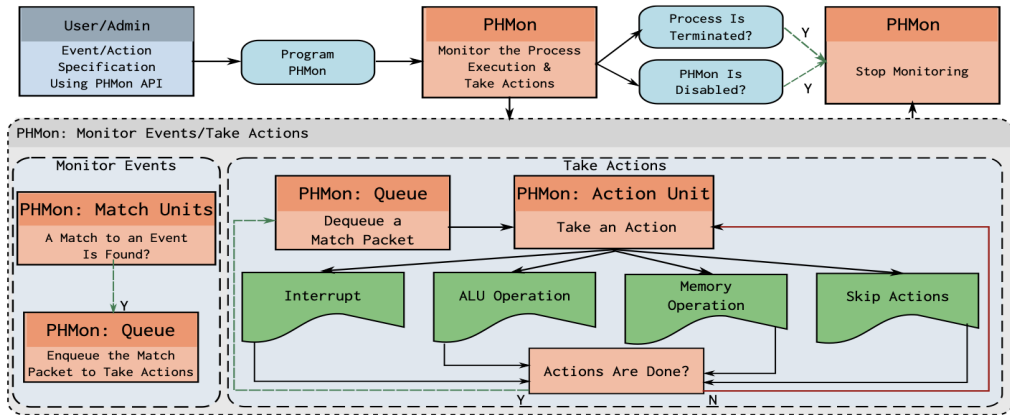 User/Admin
Event/Action
Specification
Using PHMon API
Program
PHMon
PHMon
Monitor the Process
Execution &
Take Actions
Process Is
Terminated?
Y
PHMon Is
Disabled?
Y
PHMon
Stop Monitoring
PHMon: Monitor Events/Take Actions
Monitor Events
PHMon: Match Units
A Match to an Event
Is Found?
Y
PHMon: Queue
Enqueue the Match
Packet to Take Actions
Take Actions
PHMon: Queue
Dequeue a
Match Packet
PHMon: Action Unit
Take an Action
Interrupt
ALU Operation
Memory
Operation
Skip Actions
Actions Are Done?
Y
N